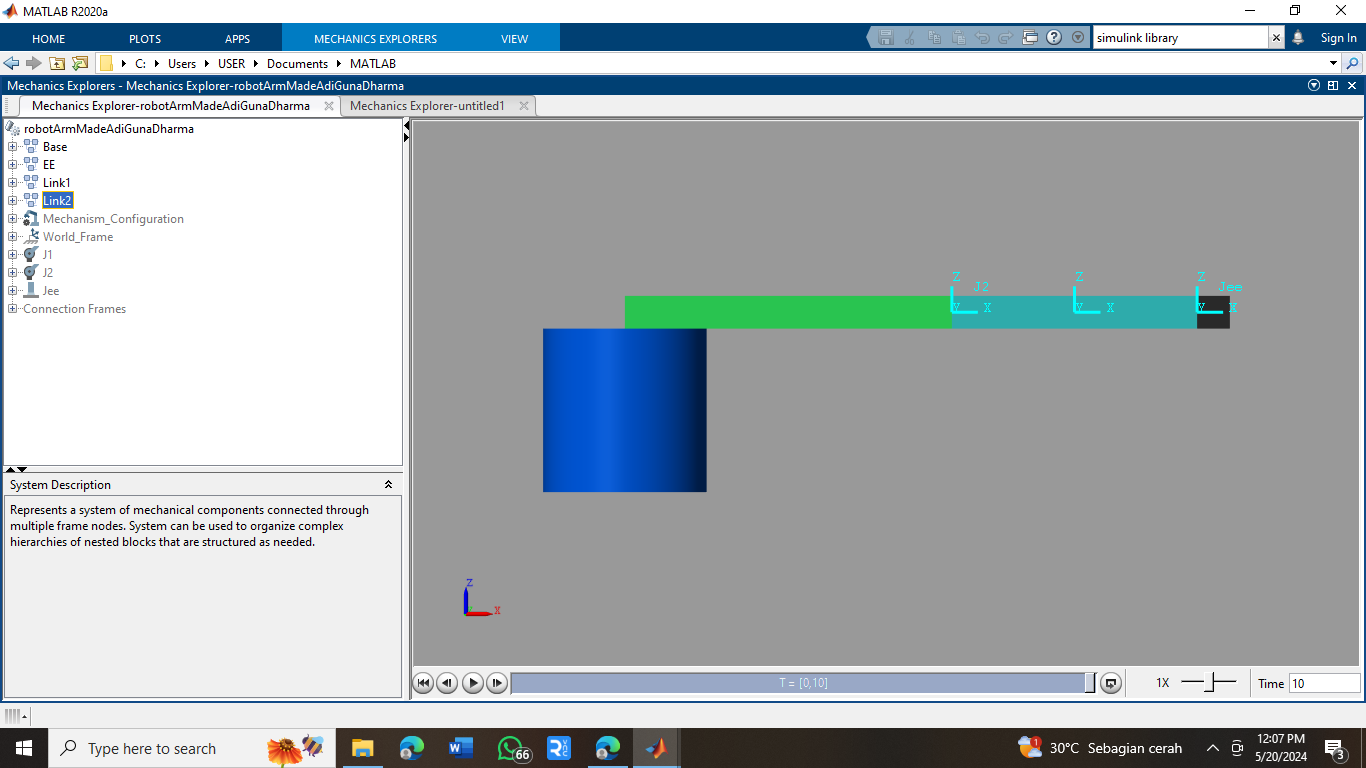 MATLAB R2020a
HOME PLOTS APPS MECHANICS EXPLORERS VIEW simulink library Sign In
C: Users USER Documents MATLAB
Mechanics Explorers - Mechanics Explorer-robotArmMadeAdiGunaDharma
Mechanics Explorer-robotArmMadeAdiGunaDharma Mechanics Explorer-untitled1
robotArmMadeAdiGunaDharma
Base
EE
Link1
Link2
Mechanism_Configuration
World_Frame
J1
J2
Jee
Connection Frames
Z Z Z
J2 Jee
Y X Y X Y X
System Description
Represents a system of mechanical components connected through
multiple frame nodes. System can be used to organize complex
hierarchies of nested blocks that are structured as needed.
Z
X
T = [0,10] 1X Time 10
Type here to search 66 30°C Sebagian cerah 12:07 PM
5/20/2024
1
W
V2
VNC
3